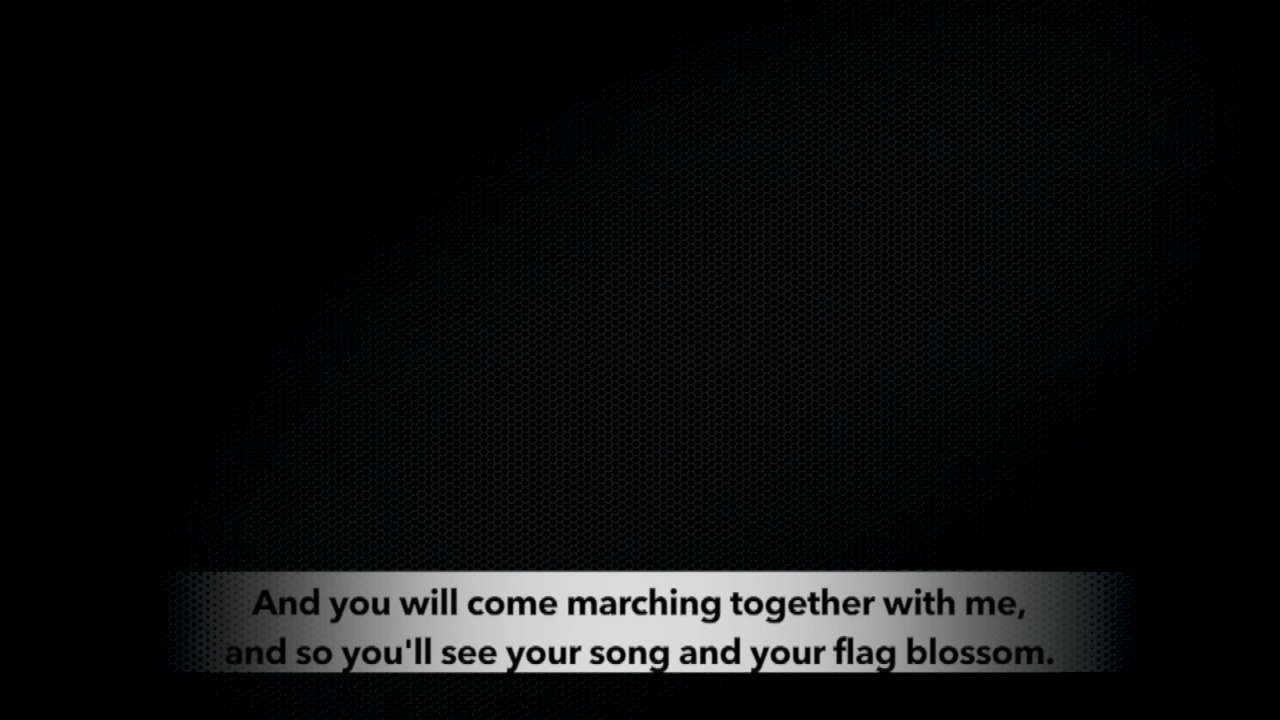 And you will come marching together with me,
and so you'll see your song and your flag blossom.